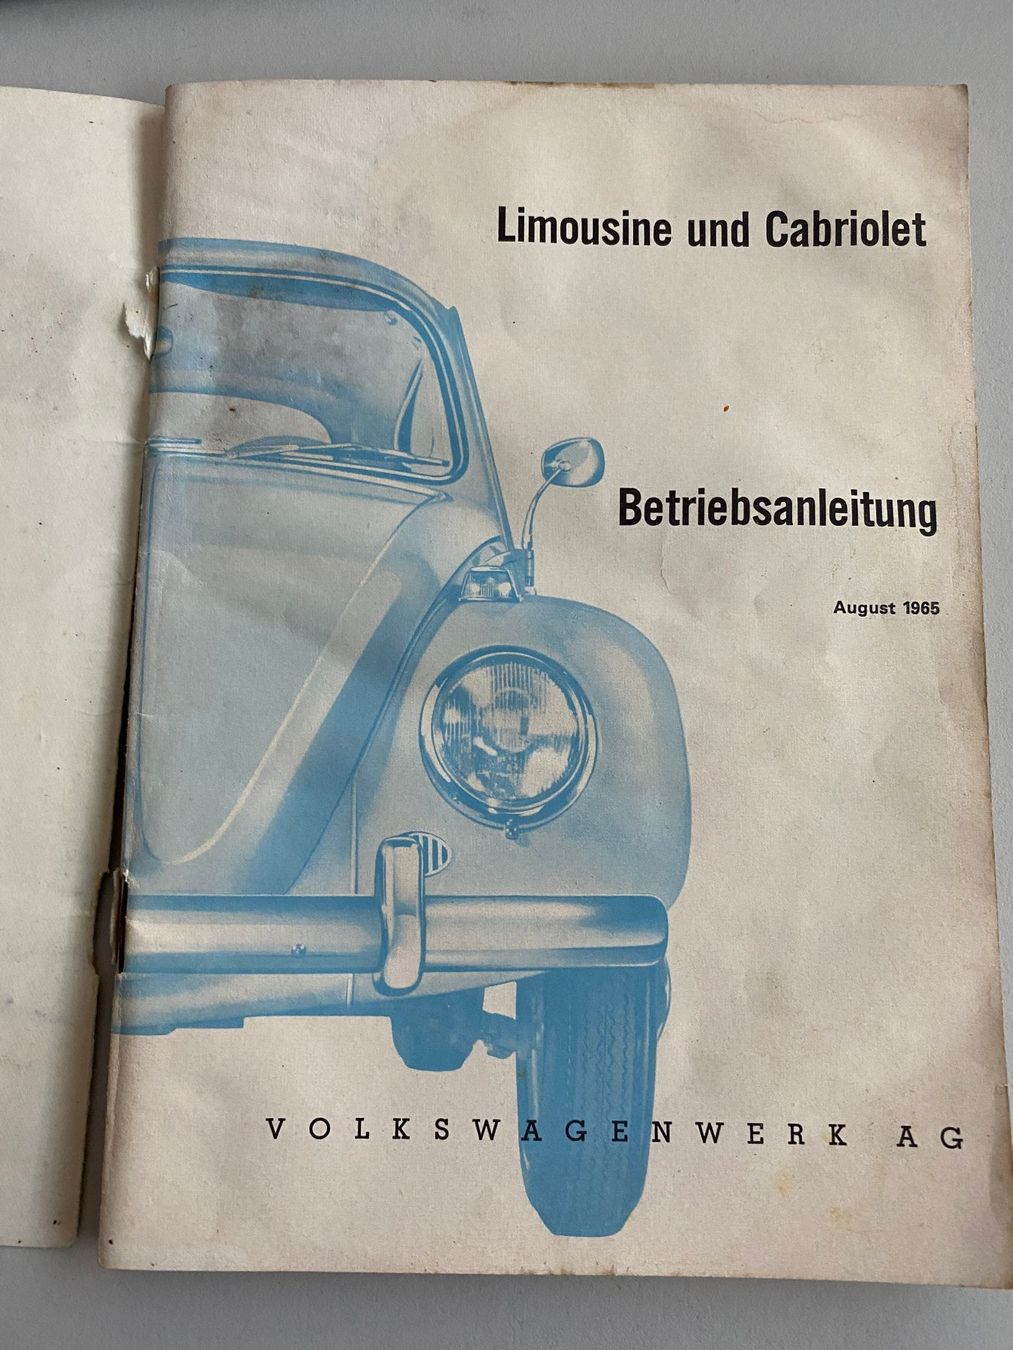 Limousine und Cabriolet
Betriebsanleitung
August 1965
VOLKSWAGENWERK AG